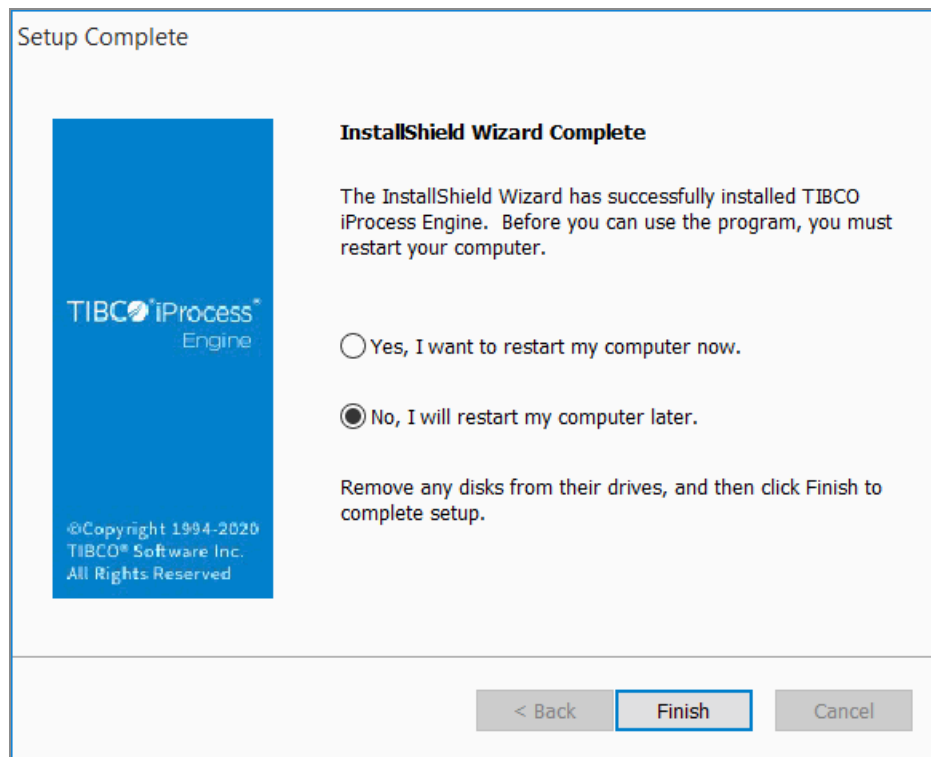 Setup Complete
InstallShield Wizard Complete
The InstallShield Wizard has successfully installed TIBCO
iProcess Engine.  Before you can use the program, you must
restart your computer.
TIBCO® iProcess®
Engine
Yes, I want to restart my computer now.
No, I will restart my computer later.
Remove any disks from their drives, and then click Finish to
complete setup.
©Copyright 1994-2020
TIBCO® Software Inc.
All Rights Reserved
< Back
Finish
Cancel